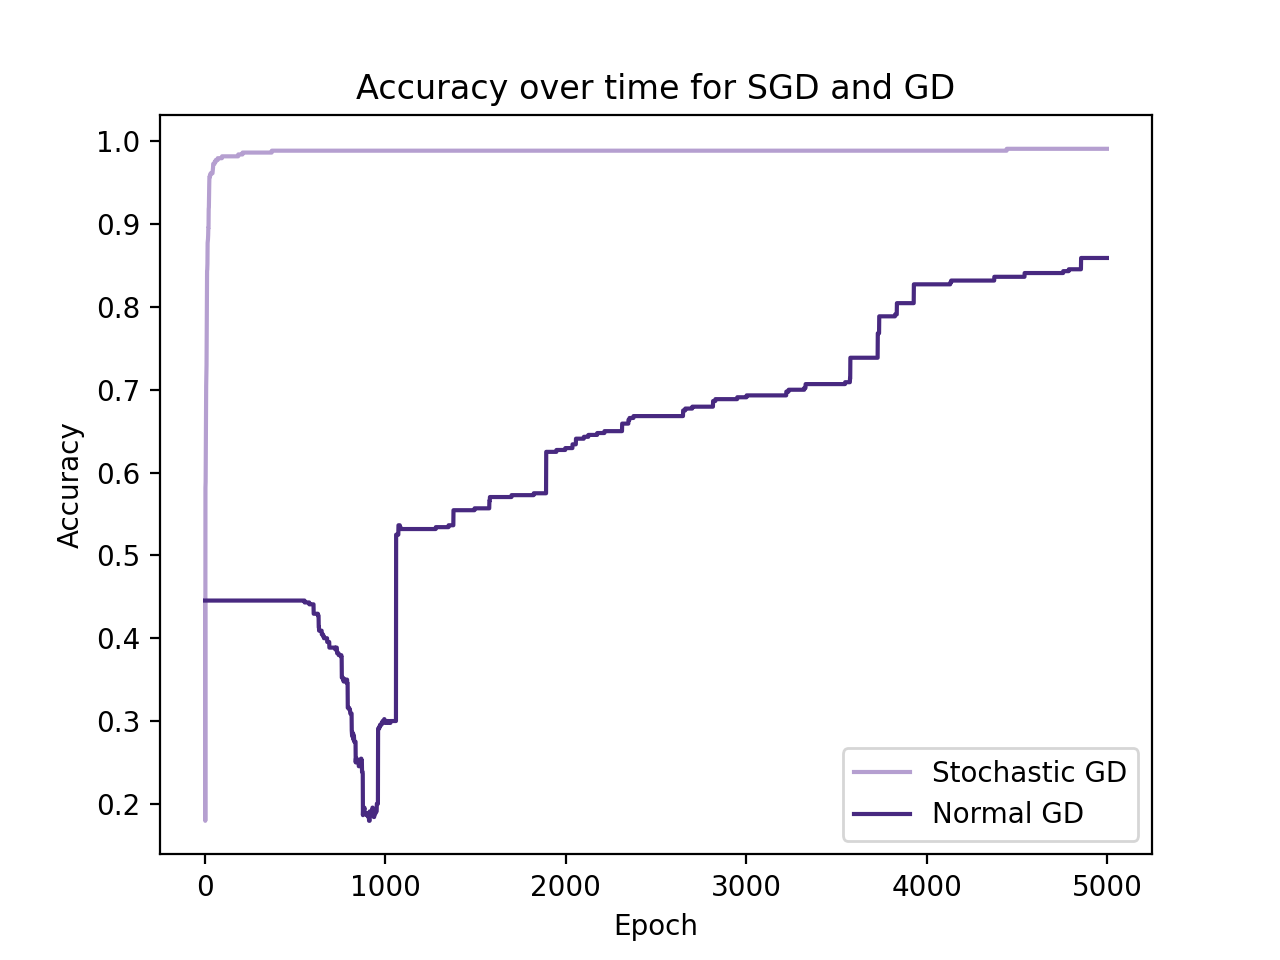 Accuracy over time for SGD and GD
1.0
0.9
0.8
0.7
0.6
0.5
0.4
0.3
0.2
Accuracy
Stochastic GD
Normal GD
0 1000 2000 3000 4000 5000
Epoch